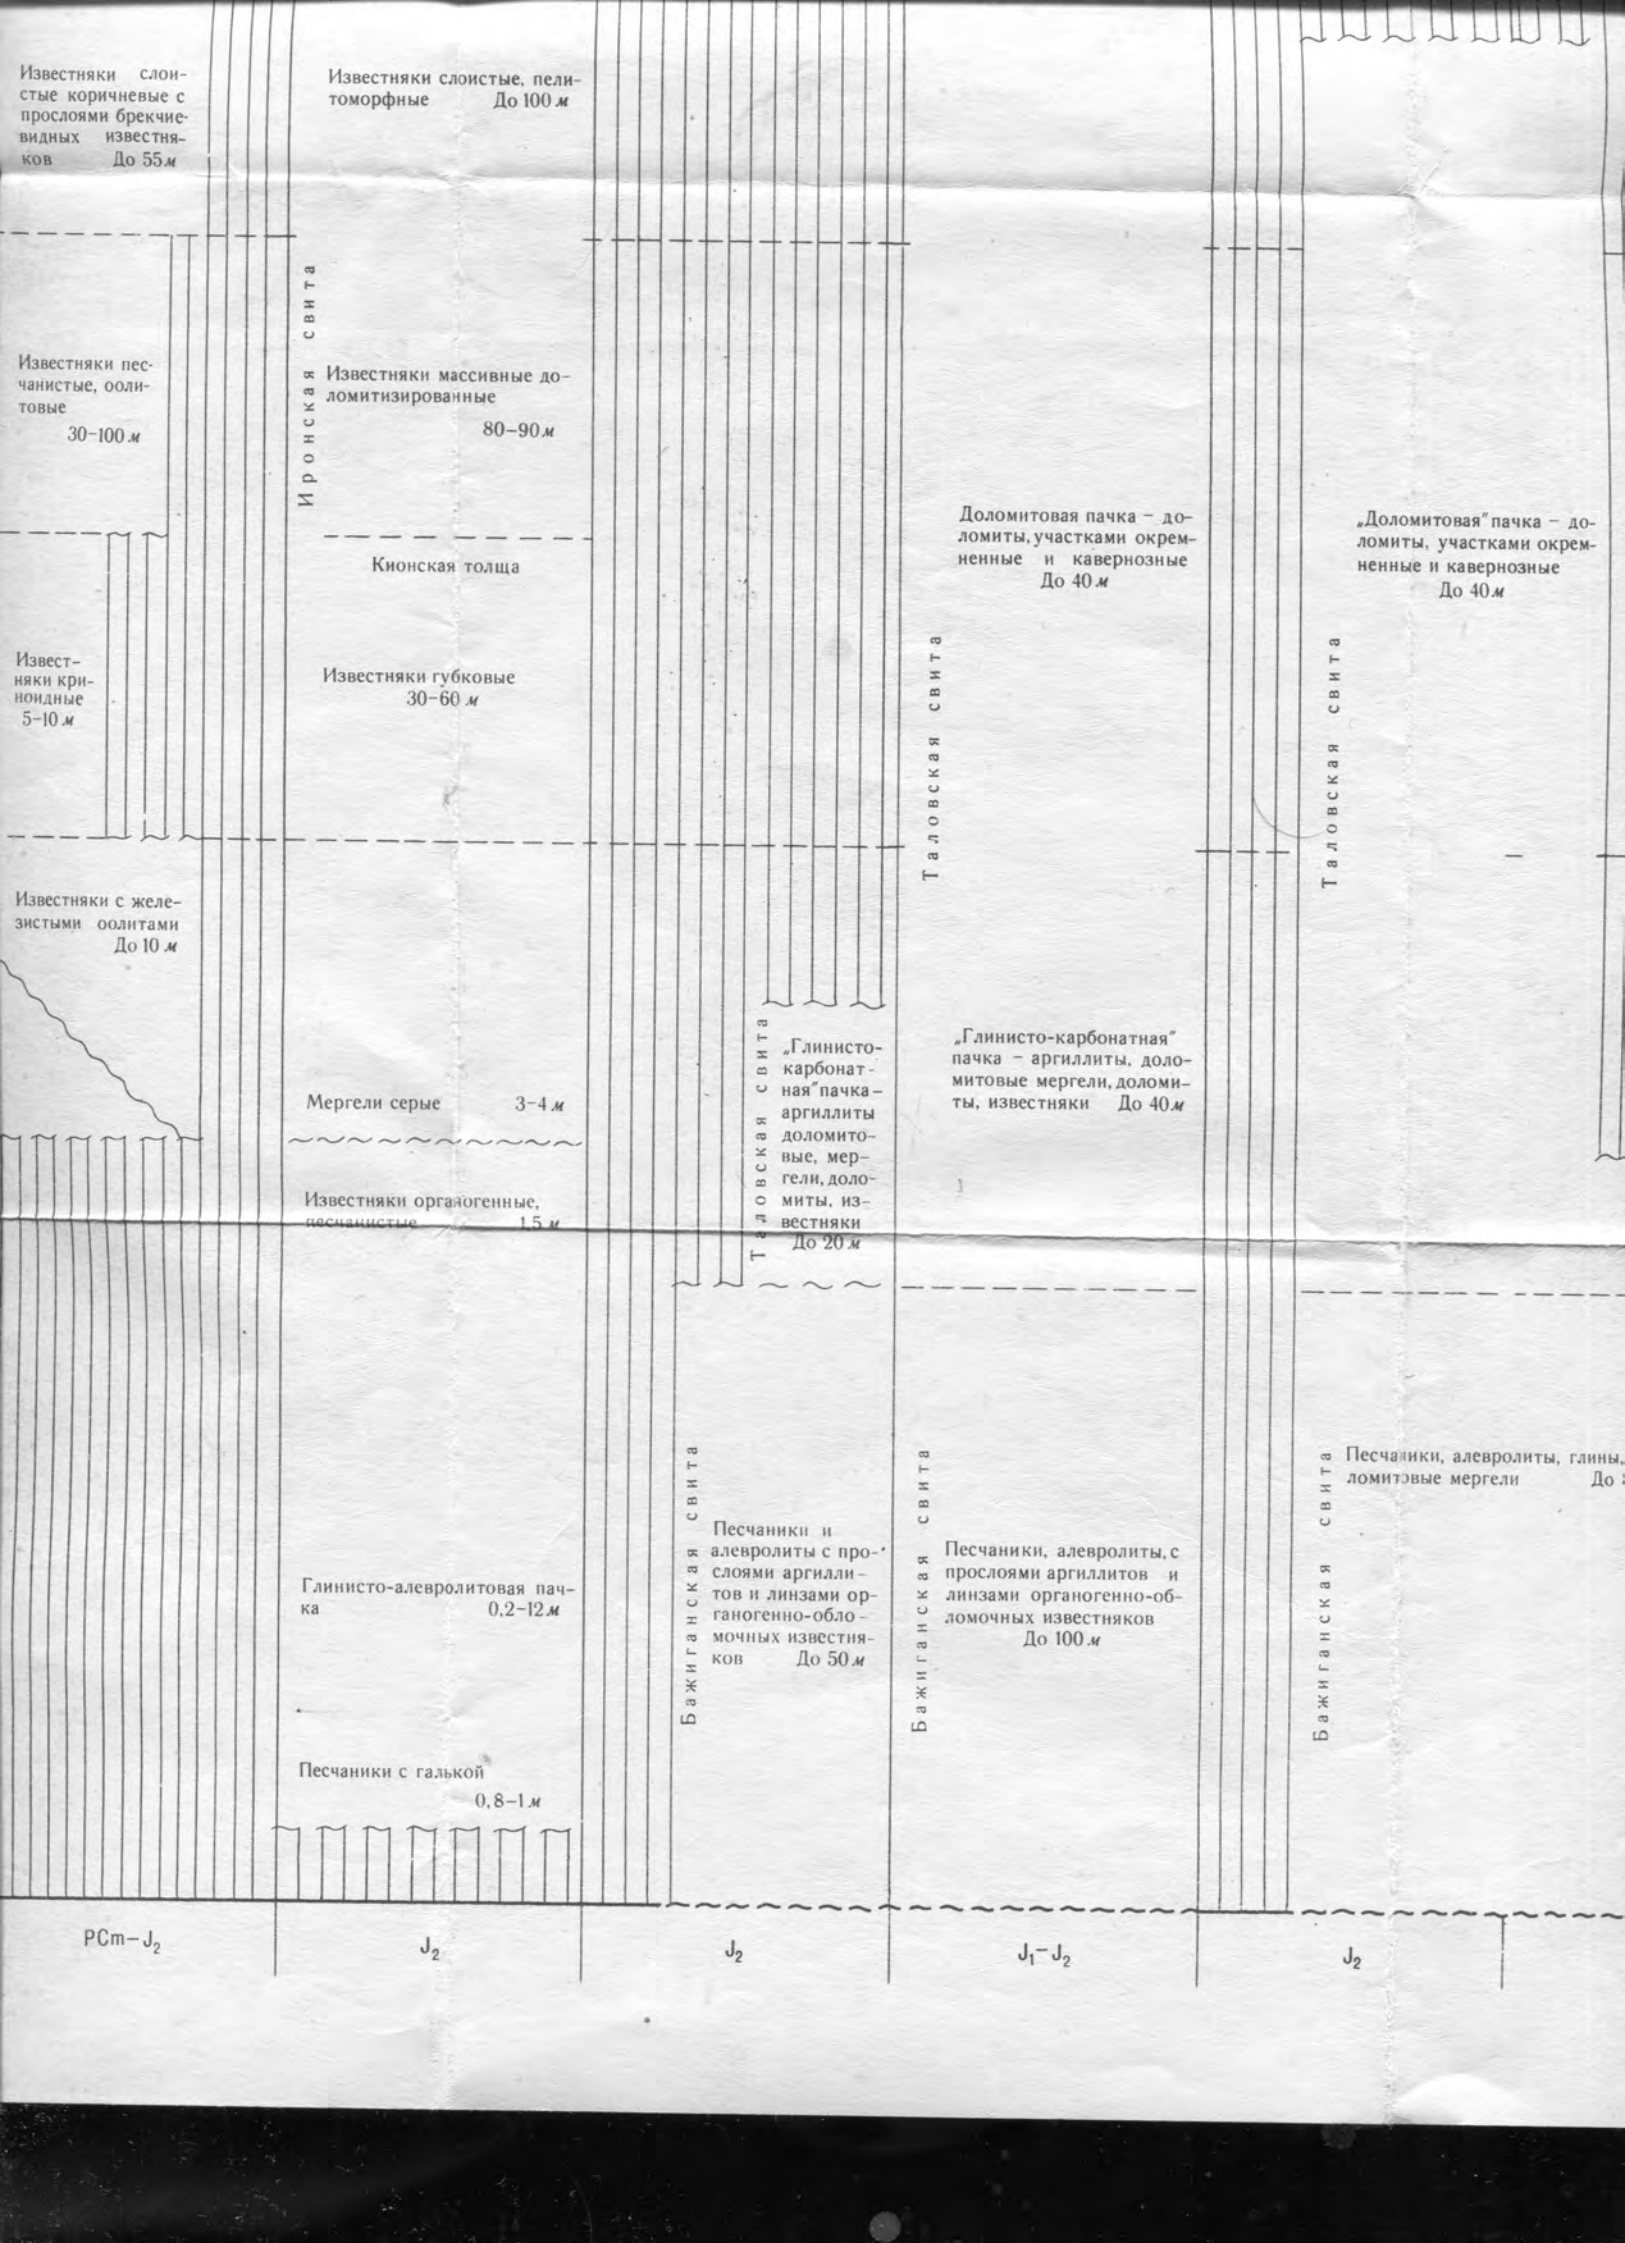 Известняки слои-
стые коричневые с
прослоями брекчие-
видных известня-
ков До 55 м
Известняки пес-
чанистые, ооли-
товые
30-100 м
Извест-
няки кри-
ноидные
5-10 м
Известняки с желе-
зистыми оолитами
До 10 м
PCm-J₂
Известняки слоистые, пели-
томорфные До 100 м
Иронская свита
Известняки массивные до-
ломитизированные
80-90 м
Кионская толща
Известняки губковые
30-60 м
Мергели серые 3-4 м
Известняки органогенные,
песчанистые 1,5 м
Глинисто-алевролитовая пач-
ка 0,2-12 м
Песчаники с галькой
0,8-1 м
J₂
Таловская свита
„Глинисто-
карбонат-
ная" пачка -
аргиллиты
доломито-
вые, мер-
гели, доло-
миты, из-
вестняки
До 20 м
Бажиганская свита
Песчаники и
алевролиты с про-
слоями аргилли-
тов и линзами ор-
ганогенно-обло-
мочных известня-
ков До 50 м
J₂
Таловская свита
Доломитовая пачка - до-
ломиты, участками окрем-
ненные и кавернозные
До 40 м
„Глинисто-карбонатная"
пачка - аргиллиты, доло-
митовые мергели, доломи-
ты, известняки До 40 м
Бажиганская свита
Песчаники, алевролиты, с
прослоями аргиллитов и
линзами органогенно-об-
ломочных известняков
До 100 м
J₁-J₂
Таловская свита
„Доломитовая" пачка - до-
ломиты, участками окрем-
ненные и кавернозные
До 40 м
Бажиганская свита
Песчаники, алевролиты, глины,
ломитовые мергели До
J₂